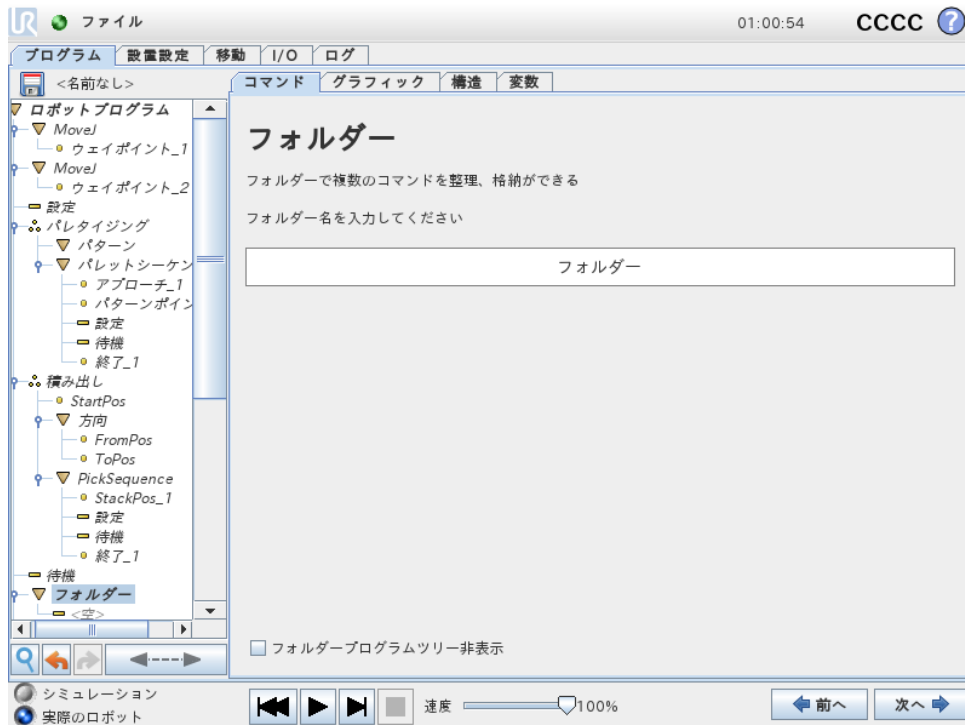 UR ファイル 01:00:54 CCCC ?
プログラム 設置設定 移動 I/O ログ
<名前なし> コマンド グラフィック 構造 変数
ロボットプログラム
MoveJ
ウェイポイント_1
MoveJ
ウェイポイント_2
設定
パレタイジング
パターン
パレットシーケン
アプローチ_1
パターンポイン
設定
待機
終了_1
積み出し
StartPos
方向
FromPos
ToPos
PickSequence
StackPos_1
設定
待機
終了_1
待機
フォルダー
<空>
フォルダー
フォルダーで複数のコマンドを整理、格納ができる
フォルダー名を入力してください
フォルダー
フォルダープログラムツリー非表示
シミュレーション
実際のロボット
速度 100%
前へ 次へ